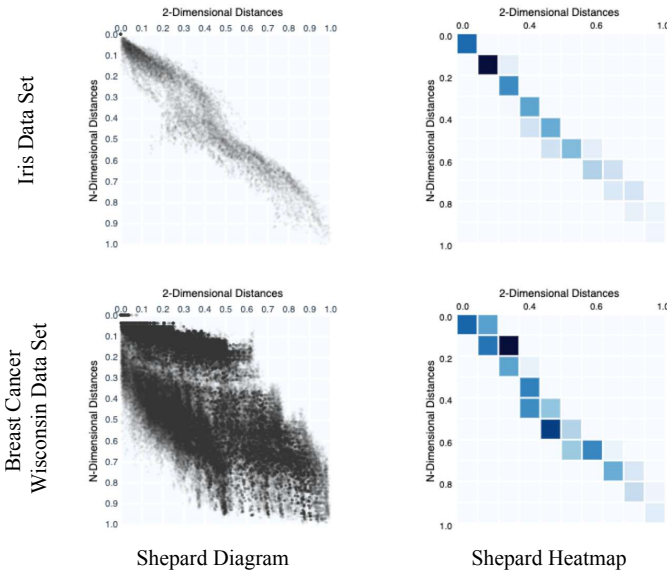 2-Dimensional Distances
0.0 0.1 0.2 0.3 0.4 0.5 0.6 0.7 0.8 0.9 1.0
N-Dimensional Distances
0.0
0.1
0.2
0.3
0.4
0.5
0.6
0.7
0.8
0.9
1.0
Iris Data Set
2-Dimensional Distances
0.0 0.4 0.6 1.0
N-Dimensional Distances
0.0
0.2
0.4
0.6
1.0
2-Dimensional Distances
0.0 0.1 0.2 0.3 0.4 0.5 0.6 0.7 0.8 0.9 1.0
N-Dimensional Distances
0.0
0.1
0.2
0.3
0.4
0.5
0.6
0.7
0.8
0.9
1.0
Breast Cancer
Wisconsin Data Set
2-Dimensional Distances
0.0 0.4 0.6 1.0
N-Dimensional Distances
0.0
0.2
0.4
0.6
1.0
Shepard Diagram
Shepard Heatmap